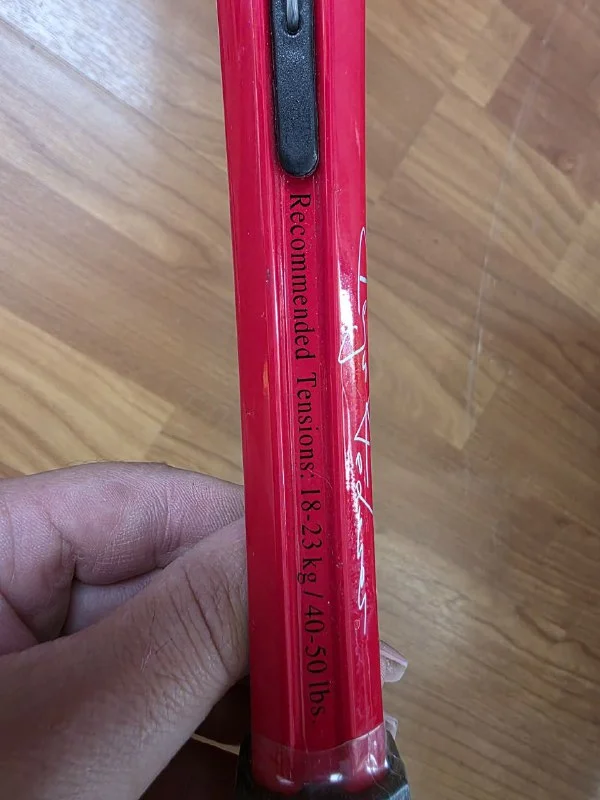 Recommended Tensions: 18-23 kg / 40-50 lbs.